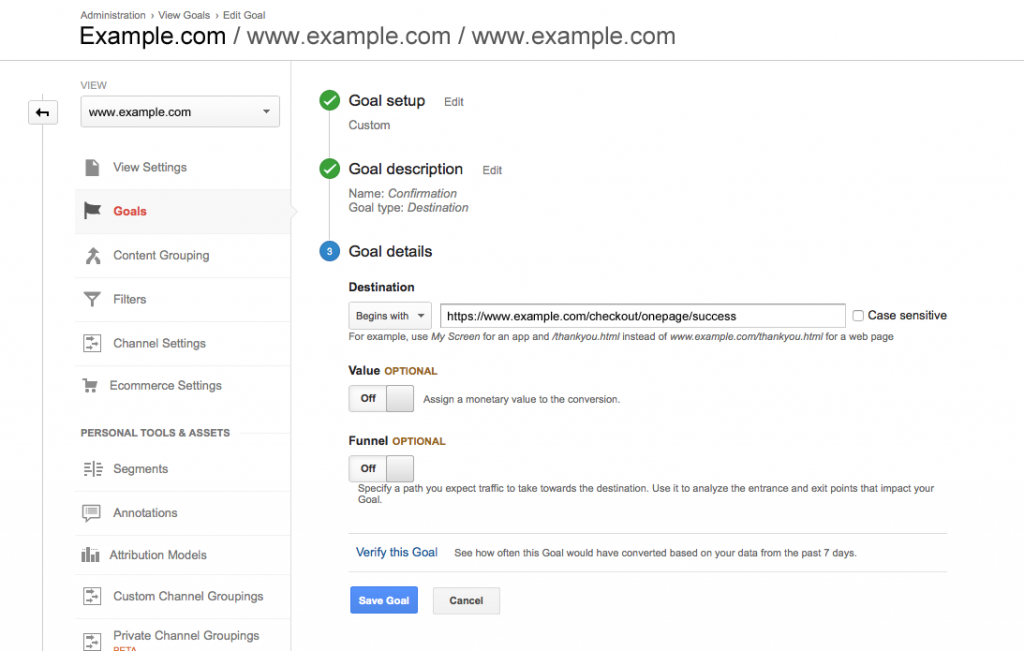 Administration › View Goals › Edit Goal
Example.com / www.example.com / www.example.com
VIEW
www.example.com
View Settings
Goals
Content Grouping
Filters
Channel Settings
Ecommerce Settings
PERSONAL TOOLS & ASSETS
Segments
Annotations
Attribution Models
Custom Channel Groupings
Private Channel Groupings
BETA
Goal setup Edit
Custom
Goal description Edit
Name: Confirmation
Goal type: Destination
3 Goal details
Destination
Begins with https://www.example.com/checkout/onepage/success Case sensitive
For example, use My Screen for an app and /thankyou.html instead of www.example.com/thankyou.html for a web page
Value OPTIONAL
Off Assign a monetary value to the conversion.
Funnel OPTIONAL
Off
Specify a path you expect traffic to take towards the destination. Use it to analyze the entrance and exit points that impact your
Goal.
Verify this Goal See how often this Goal would have converted based on your data from the past 7 days.
Save Goal Cancel